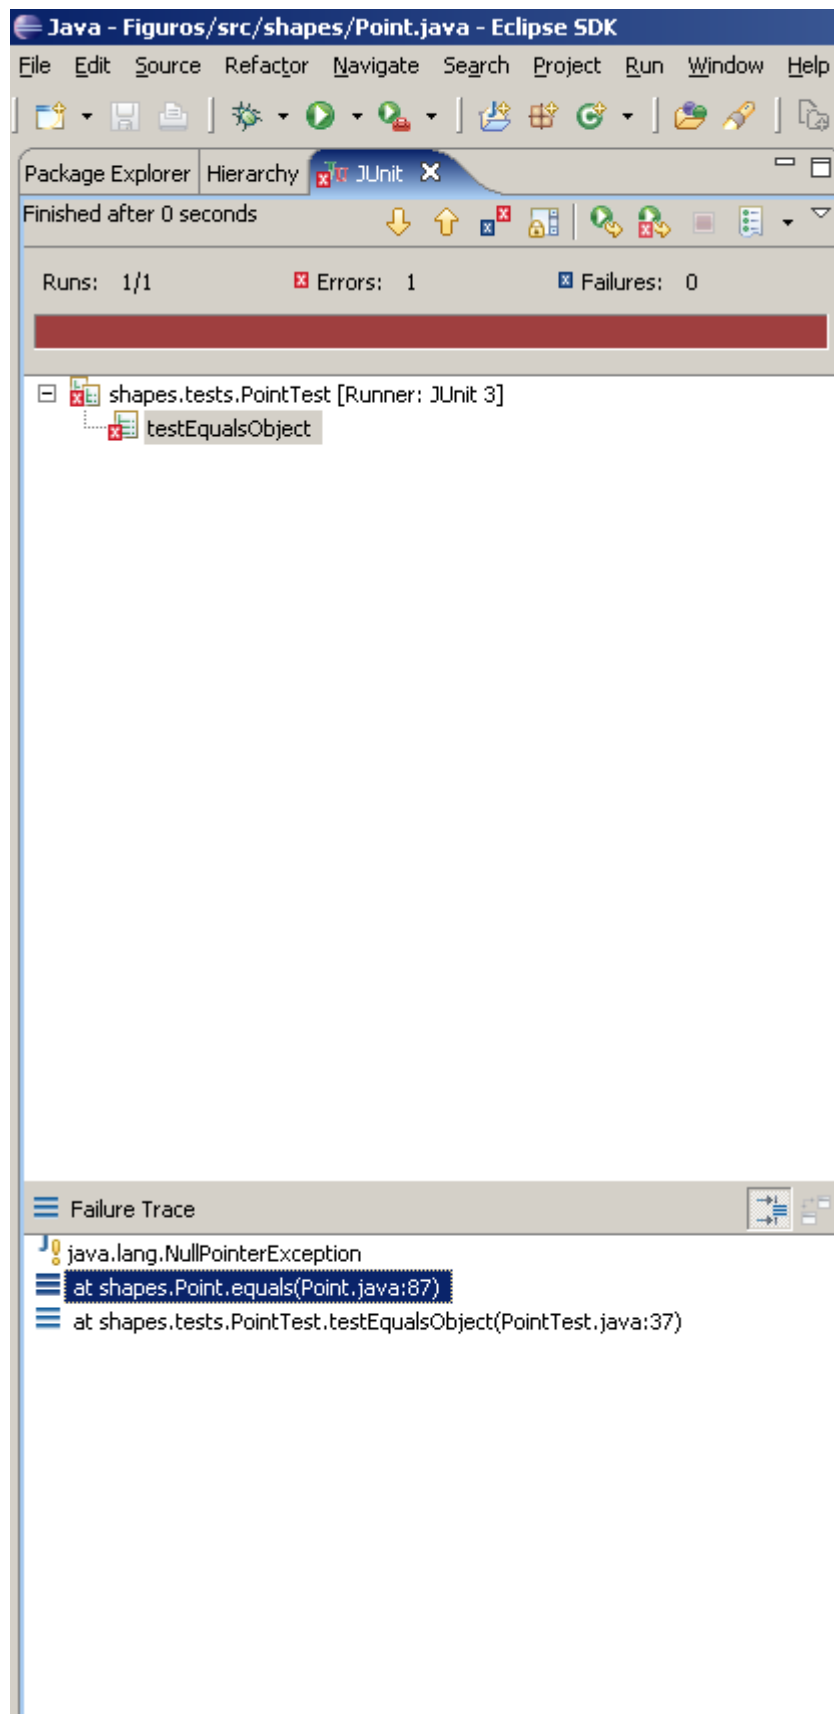 Java - Figuros/src/shapes/Point.java - Eclipse SDK
File Edit Source Refactor Navigate Search Project Run Window Help
Package Explorer Hierarchy JUnit
Finished after 0 seconds
Runs: 1/1 Errors: 1 Failures: 0
shapes.tests.PointTest [Runner: JUnit 3]
testEqualsObject
Failure Trace
java.lang.NullPointerException
at shapes.Point.equals(Point.java:87)
at shapes.tests.PointTest.testEqualsObject(PointTest.java:37)